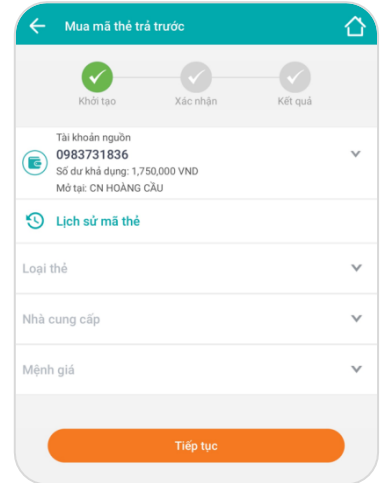 Mua mã thẻ trả trước
Khởi tạo
Xác nhận
Kết quả
Tài khoản nguồn
0983731836
Số dư khả dụng: 1,750,000 VND
Mở tại: CN HOÀNG CẦU
Lịch sử mã thẻ
Loại thẻ
Nhà cung cấp
Mệnh giá
Tiếp tục